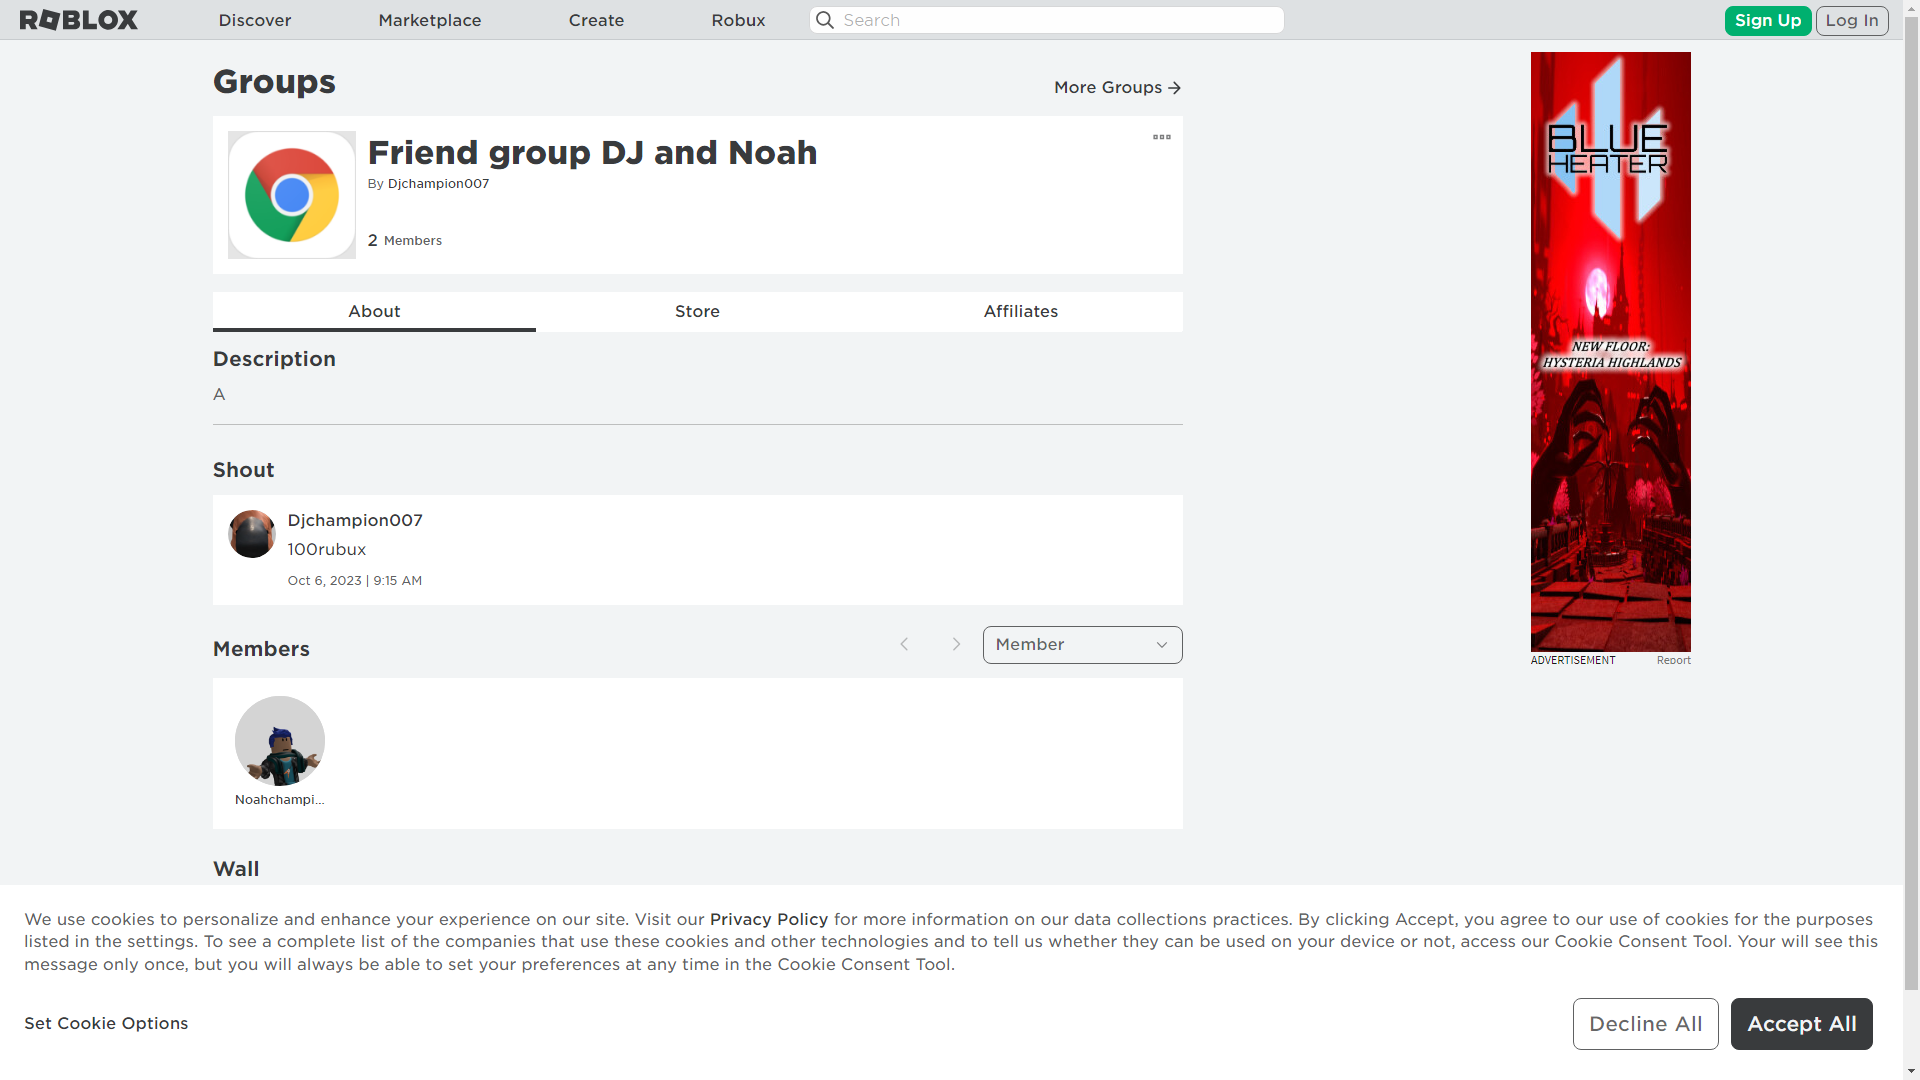 ROBLOX Discover Marketplace Create Robux Search Sign Up Log In
Groups
More Groups
Friend group DJ and Noah
By Djchampion007
2 Members
About Store Affiliates
Description
A
Shout
Djchampion007
100rubux
Oct 6, 2023 | 9:15 AM
Members
Member
Noahchampi...
Wall
BLUE
HEATER
NEW FLOOR:
HYSTERIA HIGHLANDS
ADVERTISEMENT Report
We use cookies to personalize and enhance your experience on our site. Visit our Privacy Policy for more information on our data collections practices. By clicking Accept, you agree to our use of cookies for the purposes
listed in the settings. To see a complete list of the companies that use these cookies and other technologies and to tell us whether they can be used on your device or not, access our Cookie Consent Tool. Your will see this
message only once, but you will always be able to set your preferences at any time in the Cookie Consent Tool.
Set Cookie Options
Decline All
Accept All